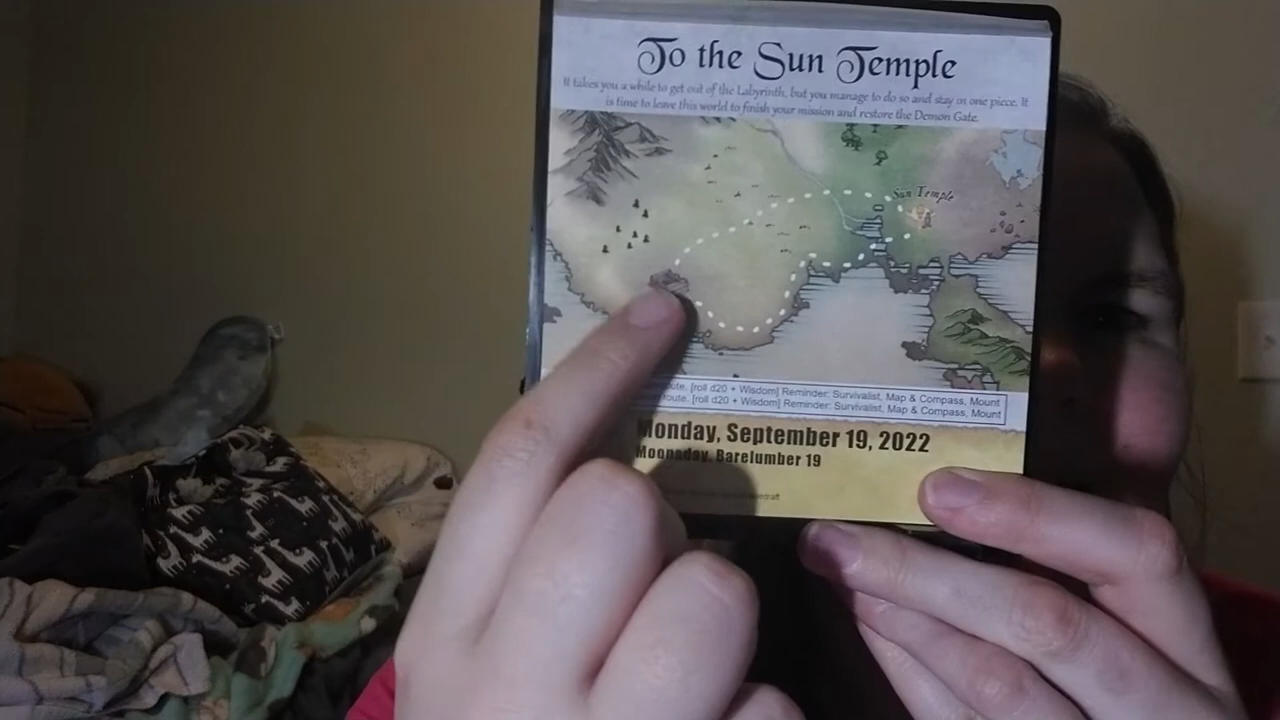 To the Sun Temple
It takes you a while to get out of the Labyrinth, but you manage to do so and stay in one piece. It
is time to leave this world to finish your mission and restore the Demon Gate.
Sun Temple
route. [roll d20 + Wisdom] Reminder: Survivalist, Map & Compass, Mount
route. [roll d20 + Wisdom] Reminder: Survivalist, Map & Compass, Mount
Monday, September 19, 2022
Moonsday, Barelumber 19